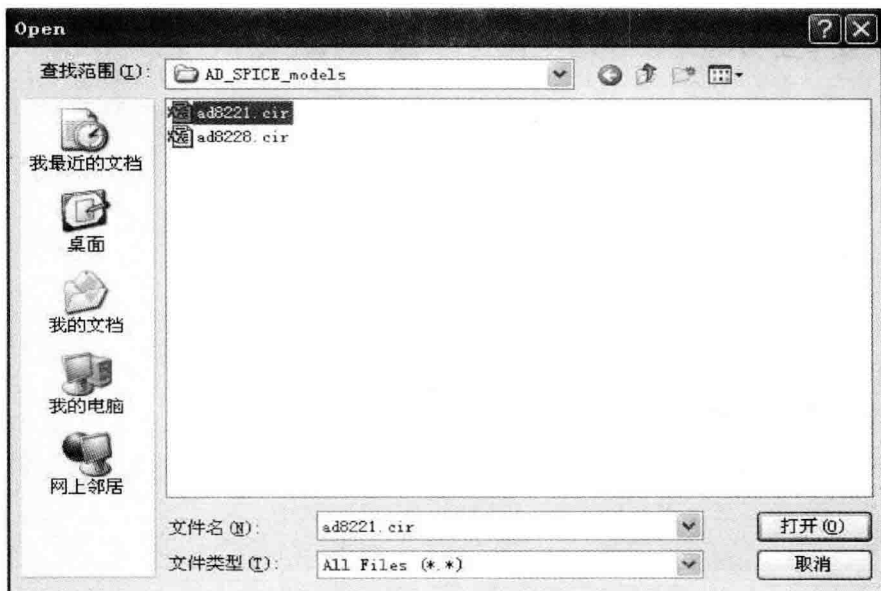 Open
查找范围(I):
AD_SPICE_models
ad8221.cir
ad8228.cir
我最近的文档
桌面
我的文档
我的电脑
网上邻居
文件名(N):
ad8221.cir
打开(O)
文件类型(T):
All Files (*.*)
取消